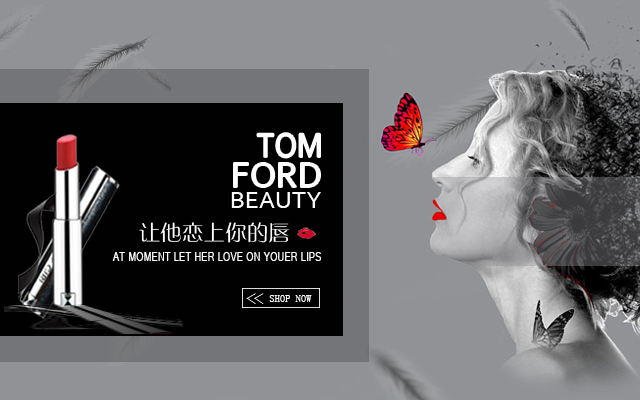 TOM
FORD
BEAUTY
让他恋上你的唇
AT MOMENT LET HER LOVE ON YOUER LIPS
SHOP NOW